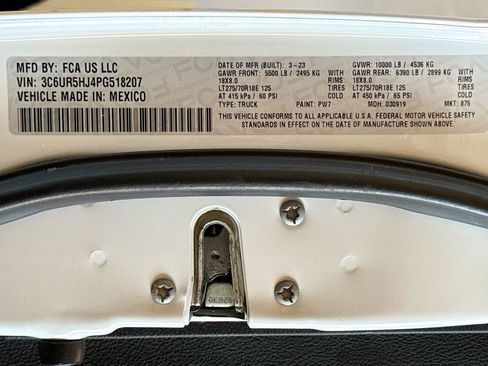 MFD BY: FCA US LLC
VIN: 3C6UR5HJ4PG518207
VEHICLE MADE IN: MEXICO
DATE OF MFR (BUILT): 3-23 GVWR: 10000 LB / 4536 KG
GAWR FRONT: 5500 LB / 2495 KG GAWR REAR: 6390 LB / 2899 KG
18X8.0 RIMS 18X8.0 RIMS
LT275/70R18E 125 TIRES LT275/70R18E 125 TIRES
AT 415 kPa / 60 PSI COLD AT 450 kPa / 65 PSI COLD
TYPE: TRUCK PAINT: PW7 MDH: 030919 MKT: 875
THIS VEHICLE CONFORMS TO ALL APPLICABLE U.S.A. FEDERAL MOTOR VEHICLE SAFETY
STANDARDS IN EFFECT ON THE DATE OF MANUFACTURE SHOWN ABOVE
02630